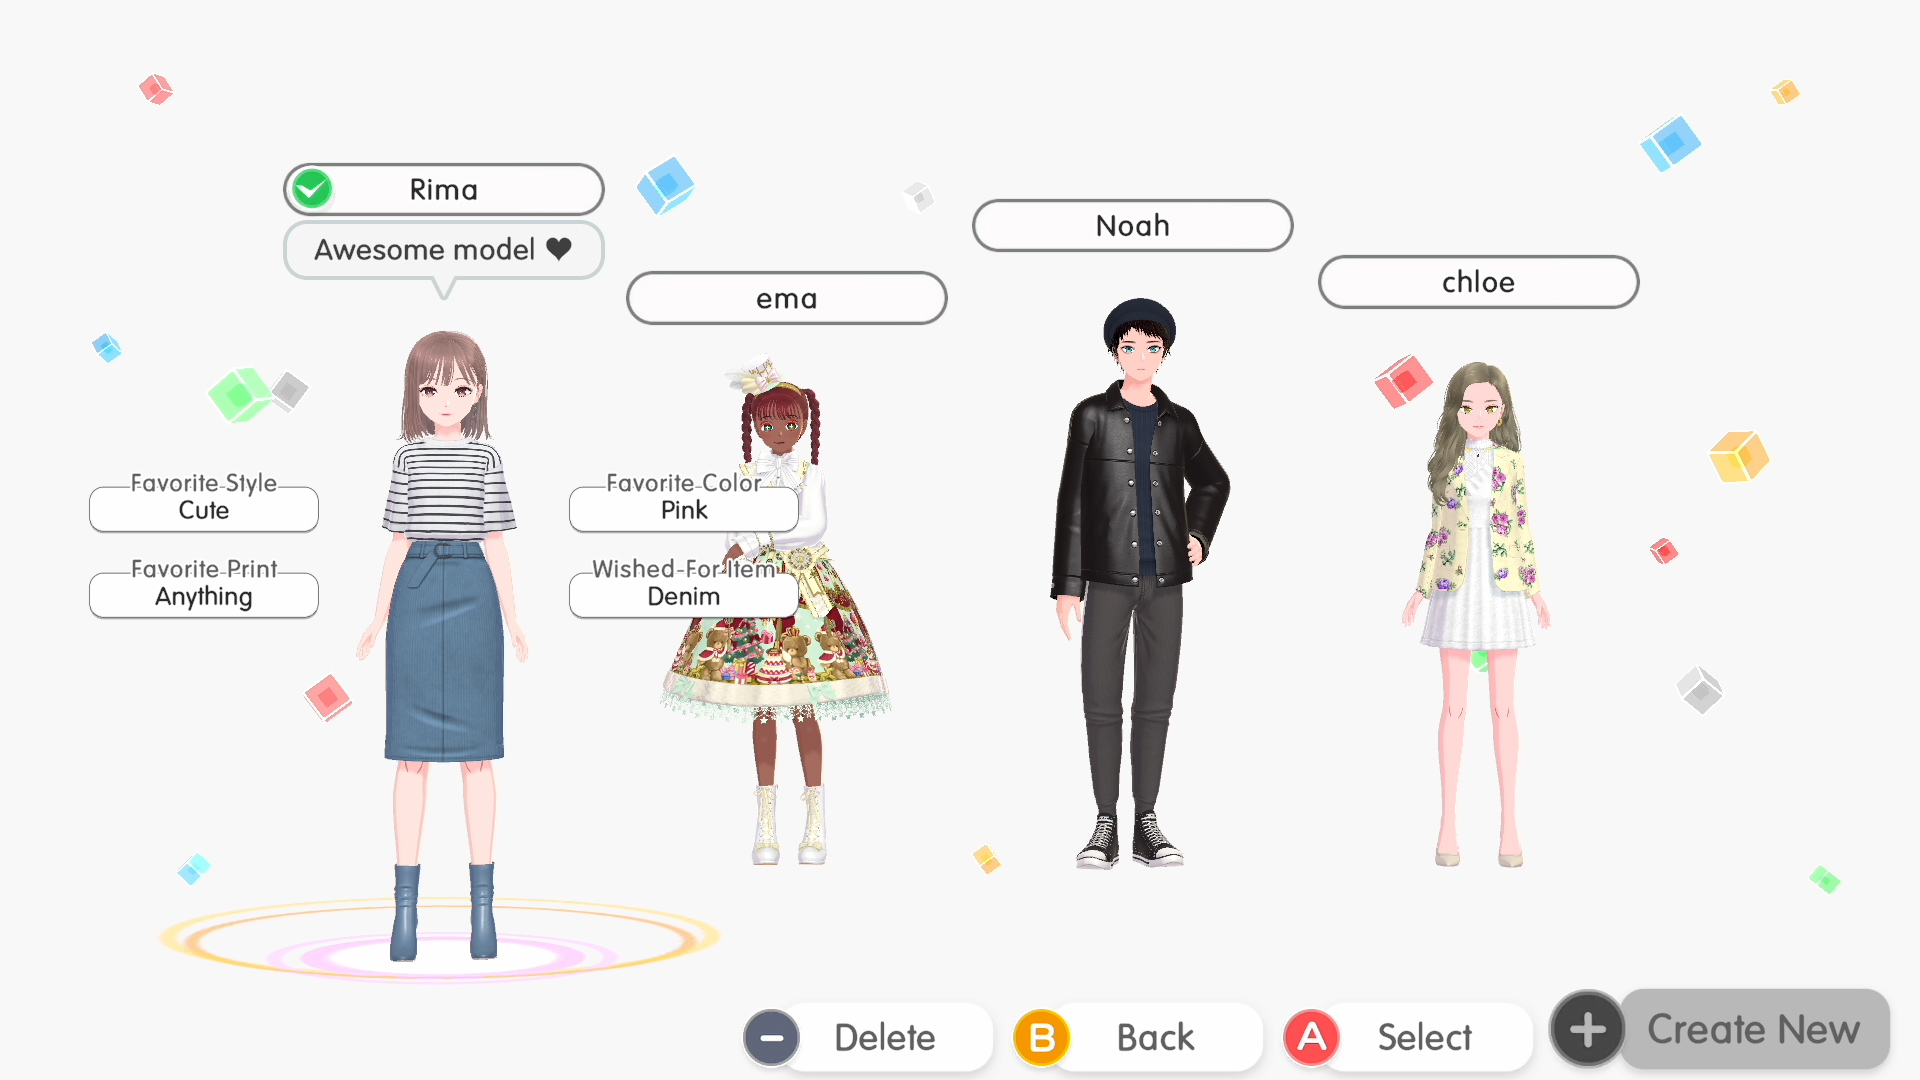 Rima
Awesome model ♥
ema
Noah
chloe
Favorite Style
Cute
Favorite Color
Pink
Favorite Print
Anything
Wished-For Item
Denim
Delete
B Back
A Select
Create New